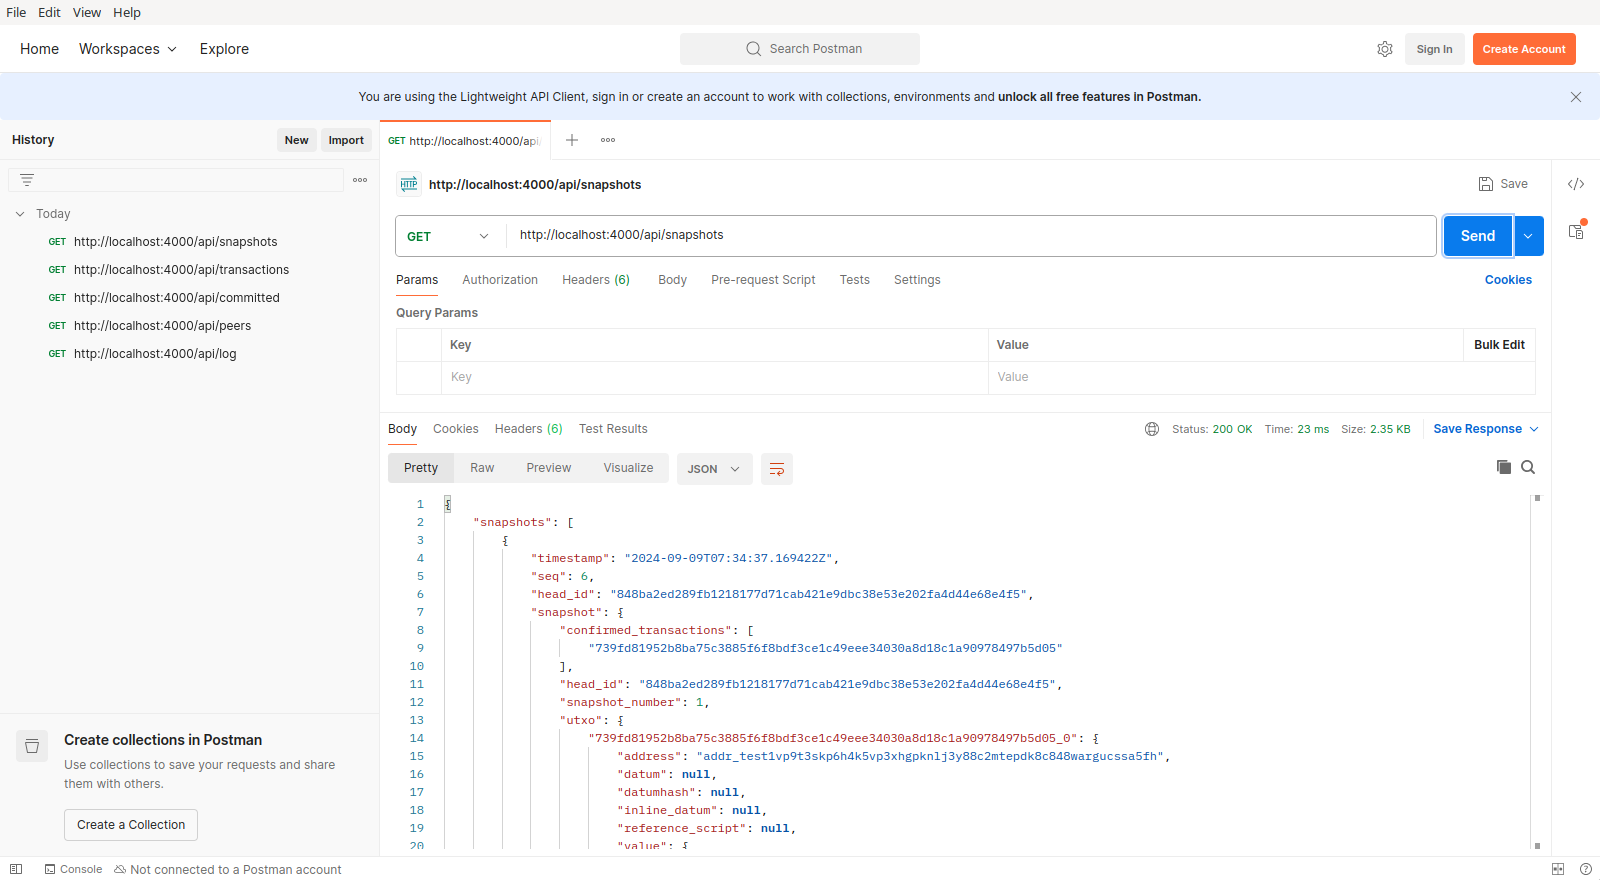 File Edit View Help
Home Workspaces Explore Search Postman Sign In Create Account
You are using the Lightweight API Client, sign in or create an account to work with collections, environments and unlock all free features in Postman.
History New Import
GET http://localhost:4000/api
Today
GET http://localhost:4000/api/snapshots
GET http://localhost:4000/api/transactions
GET http://localhost:4000/api/committed
GET http://localhost:4000/api/peers
GET http://localhost:4000/api/log
Create collections in Postman
Use collections to save your requests and share
them with others.
Create a Collection
HTTP http://localhost:4000/api/snapshots Save
GET http://localhost:4000/api/snapshots Send
Params Authorization Headers (6) Body Pre-request Script Tests Settings Cookies
Query Params
Key Value Bulk Edit
Key Value
Body Cookies Headers (6) Test Results Status: 200 OK Time: 23 ms Size: 2.35 KB Save Response
Pretty Raw Preview Visualize JSON
1 {
2 "snapshots": [
3 {
4 "timestamp": "2024-09-09T07:34:37.169422Z",
5 "seq": 6,
6 "head_id": "848ba2ed289fb1218177d71cab421e9dbc38e53e202fa4d44e68e4f5",
7 "snapshot": {
8 "confirmed_transactions": [
9 "739fd81952b8ba75c3885f6f8bdf3ce1c49eee34030a8d18c1a90978497b5d05"
10 ],
11 "head_id": "848ba2ed289fb1218177d71cab421e9dbc38e53e202fa4d44e68e4f5",
12 "snapshot_number": 1,
13 "utxo": {
14 "739fd81952b8ba75c3885f6f8bdf3ce1c49eee34030a8d18c1a90978497b5d05_0": {
15 "address": "addr_test1vp9t3skp6h4k5vp3xhgpknlj3y88c2mtepdk8c848wargucssa5fh",
16 "datum": null,
17 "datumhash": null,
18 "inline_datum": null,
19 "reference_script": null,
20 "value": {
Console Not connected to a Postman account